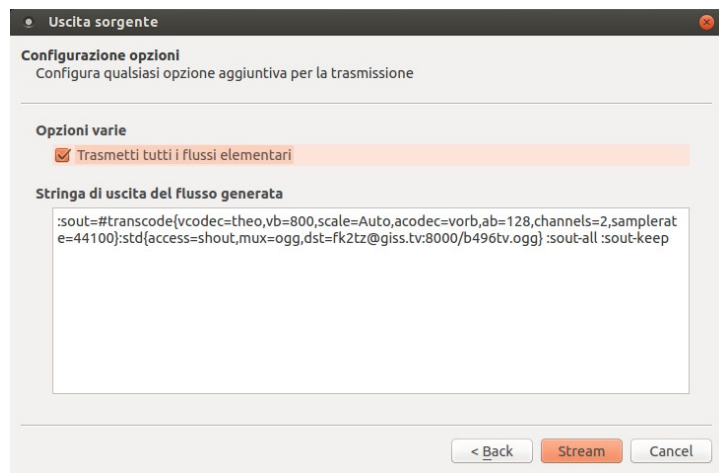 Uscita sorgente
Configurazione opzioni
Configura qualsiasi opzione aggiuntiva per la trasmissione
Opzioni varie
Trasmetti tutti i flussi elementari
Stringa di uscita del flusso generata
:sout=#transcode{vcodec=theo,vb=800,scale=Auto,acodec=vorb,ab=128,channels=2,samplerat
e=44100}:std{access=shout,mux=ogg,dst=fk2tz@giss.tv:8000/b496tv.ogg} :sout-all :sout-keep
< Back Stream Cancel